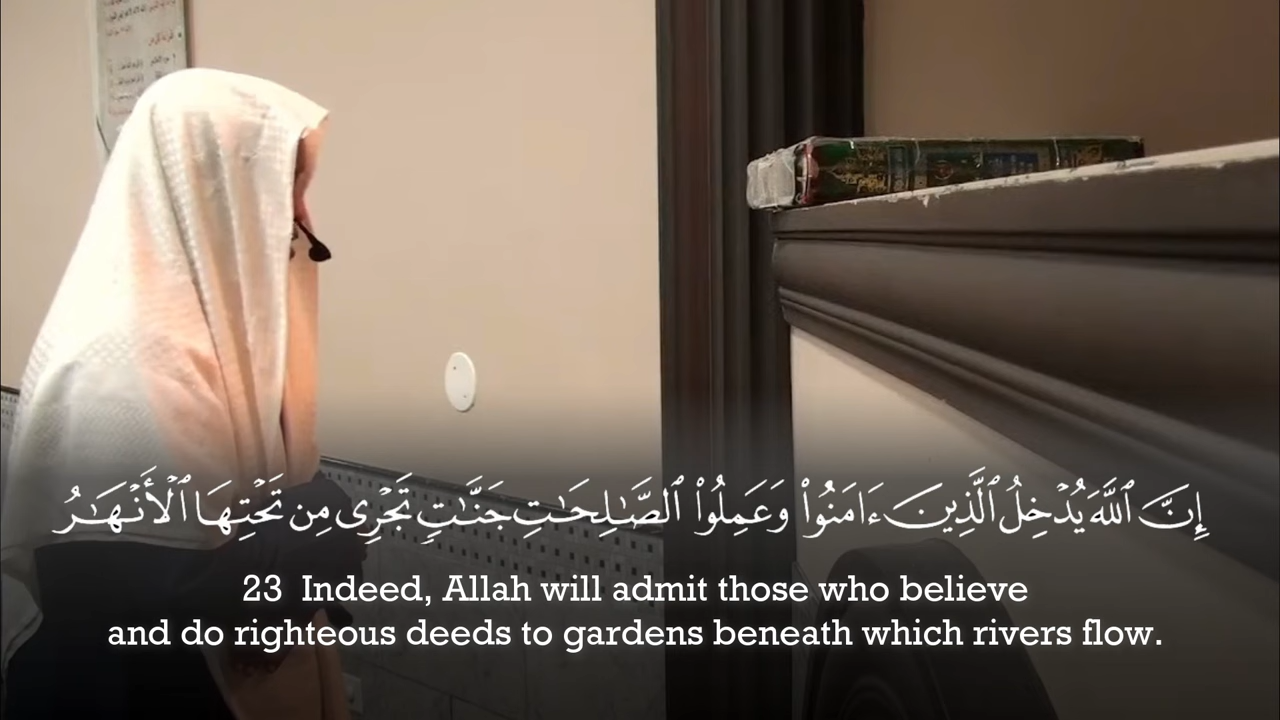 إِنَّ ٱللَّهَ يُدْخِلُ ٱلَّذِينَ ءَامَنُوا۟ وَعَمِلُوا۟ ٱلصَّـٰلِحَـٰتِ جَنَّـٰتٍ تَجْرِى مِن تَحْتِهَا ٱلْأَنْهَـٰرُ
23 Indeed, Allah will admit those who believe
and do righteous deeds to gardens beneath which rivers flow.